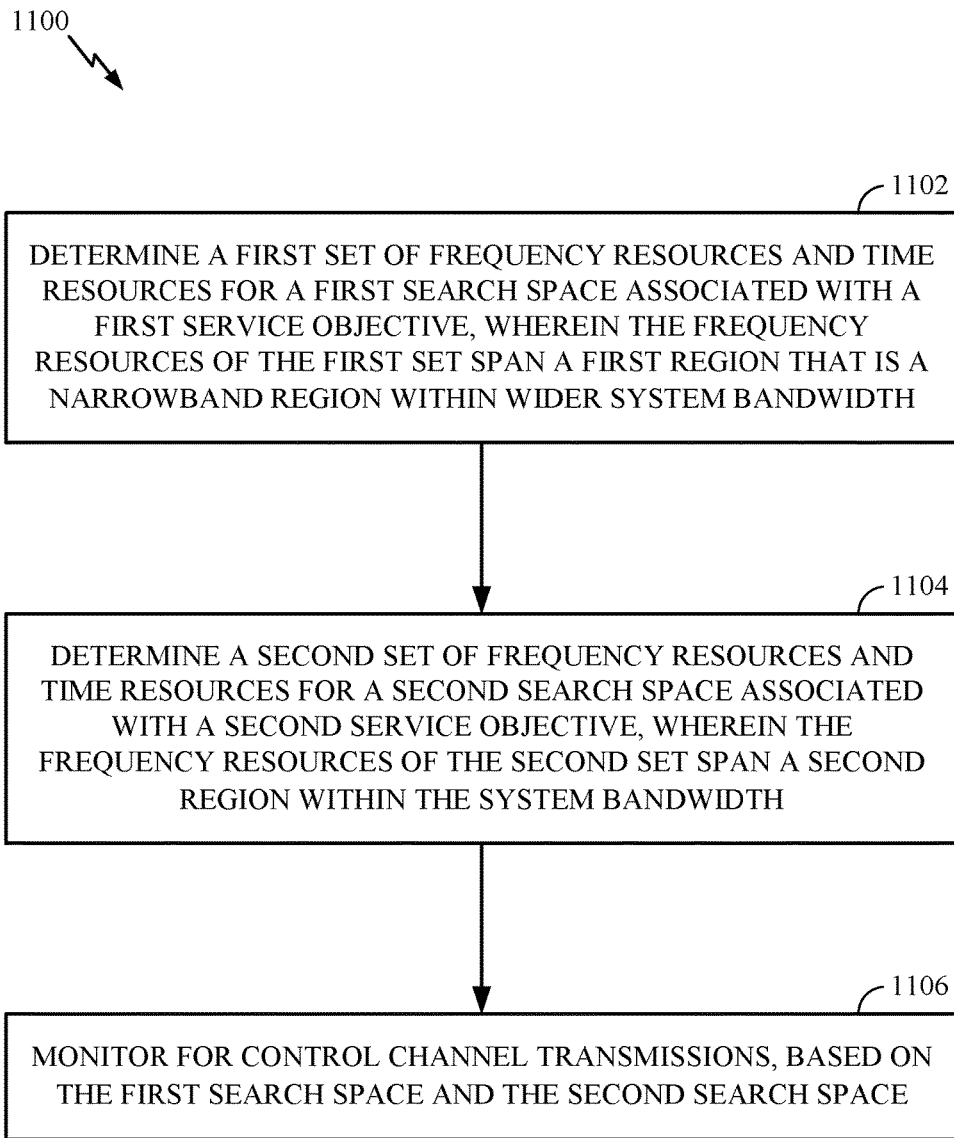 1100
1102
DETERMINE A FIRST SET OF FREQUENCY RESOURCES AND TIME
RESOURCES FOR A FIRST SEARCH SPACE ASSOCIATED WITH A
FIRST SERVICE OBJECTIVE, WHEREIN THE FREQUENCY
RESOURCES OF THE FIRST SET SPAN A FIRST REGION THAT IS A
NARROWBAND REGION WITHIN WIDER SYSTEM BANDWIDTH
1104
DETERMINE A SECOND SET OF FREQUENCY RESOURCES AND
TIME RESOURCES FOR A SECOND SEARCH SPACE ASSOCIATED
WITH A SECOND SERVICE OBJECTIVE, WHEREIN THE
FREQUENCY RESOURCES OF THE SECOND SET SPAN A SECOND
REGION WITHIN THE SYSTEM BANDWIDTH
1106
MONITOR FOR CONTROL CHANNEL TRANSMISSIONS, BASED ON
THE FIRST SEARCH SPACE AND THE SECOND SEARCH SPACE